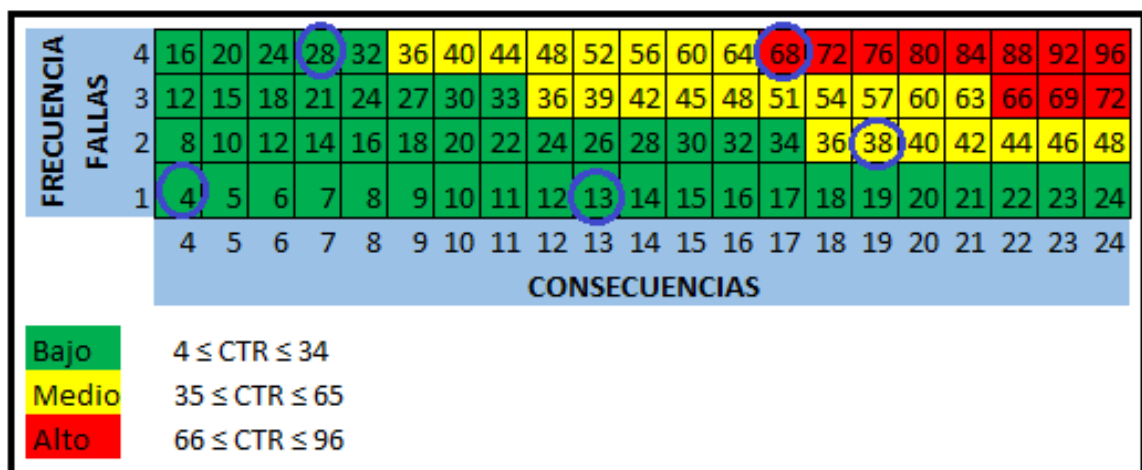 FRECUENCIA
FALLAS
4 16 20 24 28 32 36 40 44 48 52 56 60 64 68 72 76 80 84 88 92 96
3 12 15 18 21 24 27 30 33 36 39 42 45 48 51 54 57 60 63 66 69 72
2 8 10 12 14 16 18 20 22 24 26 28 30 32 34 36 38 40 42 44 46 48
1 4 5 6 7 8 9 10 11 12 13 14 15 16 17 18 19 20 21 22 23 24
4 5 6 7 8 9 10 11 12 13 14 15 16 17 18 19 20 21 22 23 24
CONSECUENCIAS
Bajo 4 ≤ CTR ≤ 34
Medio 35 ≤ CTR ≤ 65
Alto 66 ≤ CTR ≤ 96